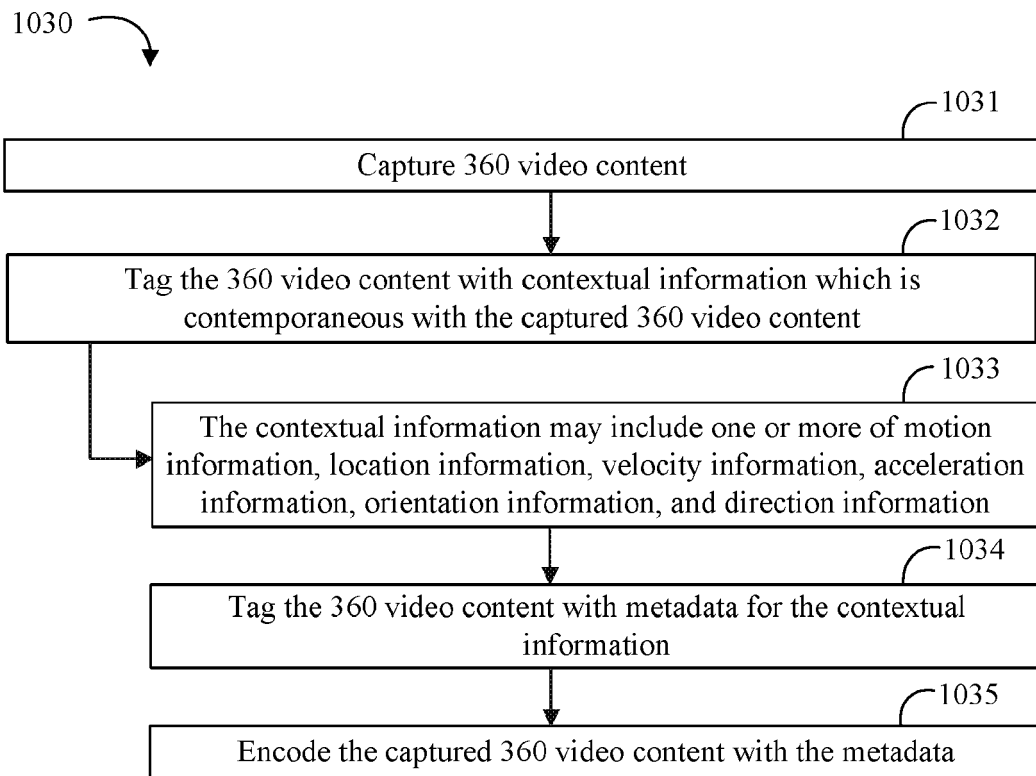 1030
1031
Capture 360 video content
1032
Tag the 360 video content with contextual information which is
contemporaneous with the captured 360 video content
1033
The contextual information may include one or more of motion
information, location information, velocity information, acceleration
information, orientation information, and direction information
1034
Tag the 360 video content with metadata for the contextual
information
1035
Encode the captured 360 video content with the metadata